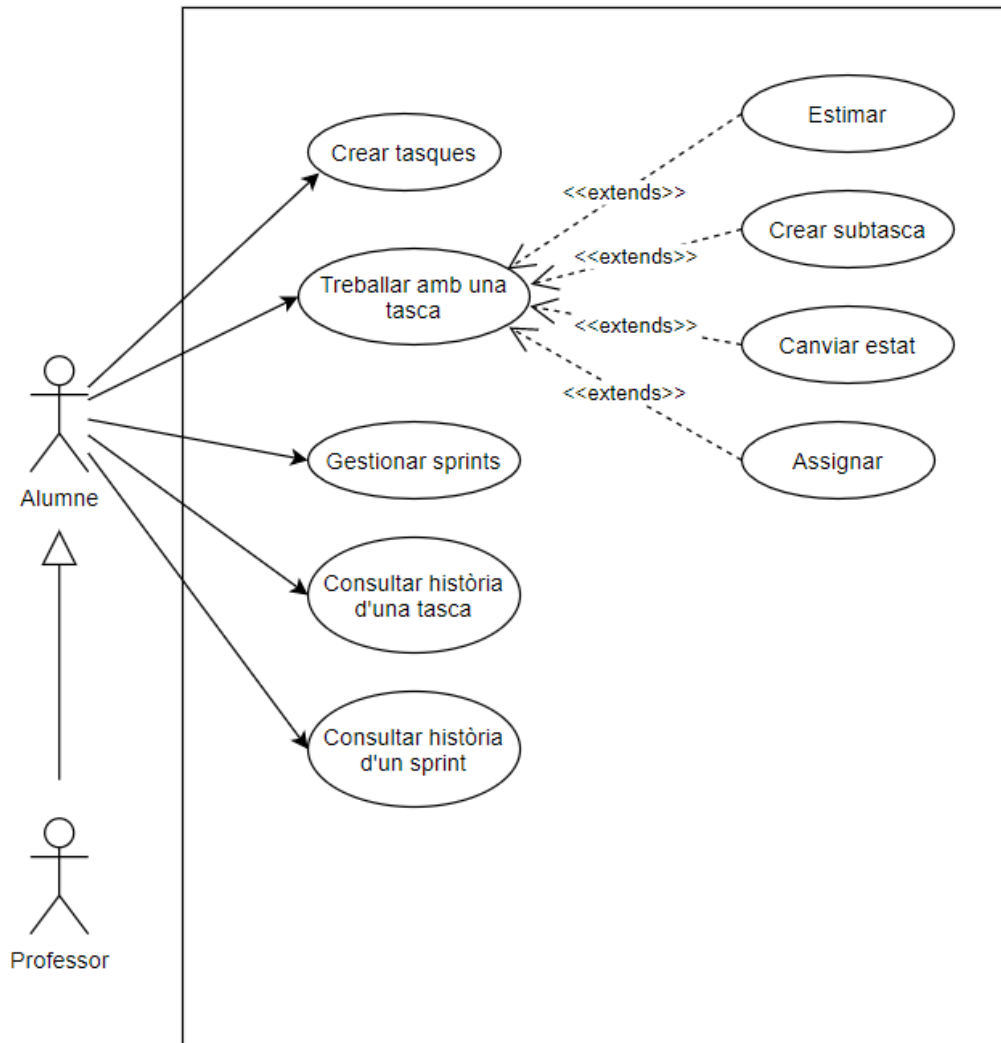 Estimar
Crear tasques
<<extends>>
Crear subtasca
<<extends>>
Treballar amb una
tasca
<<extends>>
Canviar estat
<<extends>>
Gestionar sprints
Assignar
Alumne
Consultar història
d'una tasca
Consultar història
d'un sprint
Professor